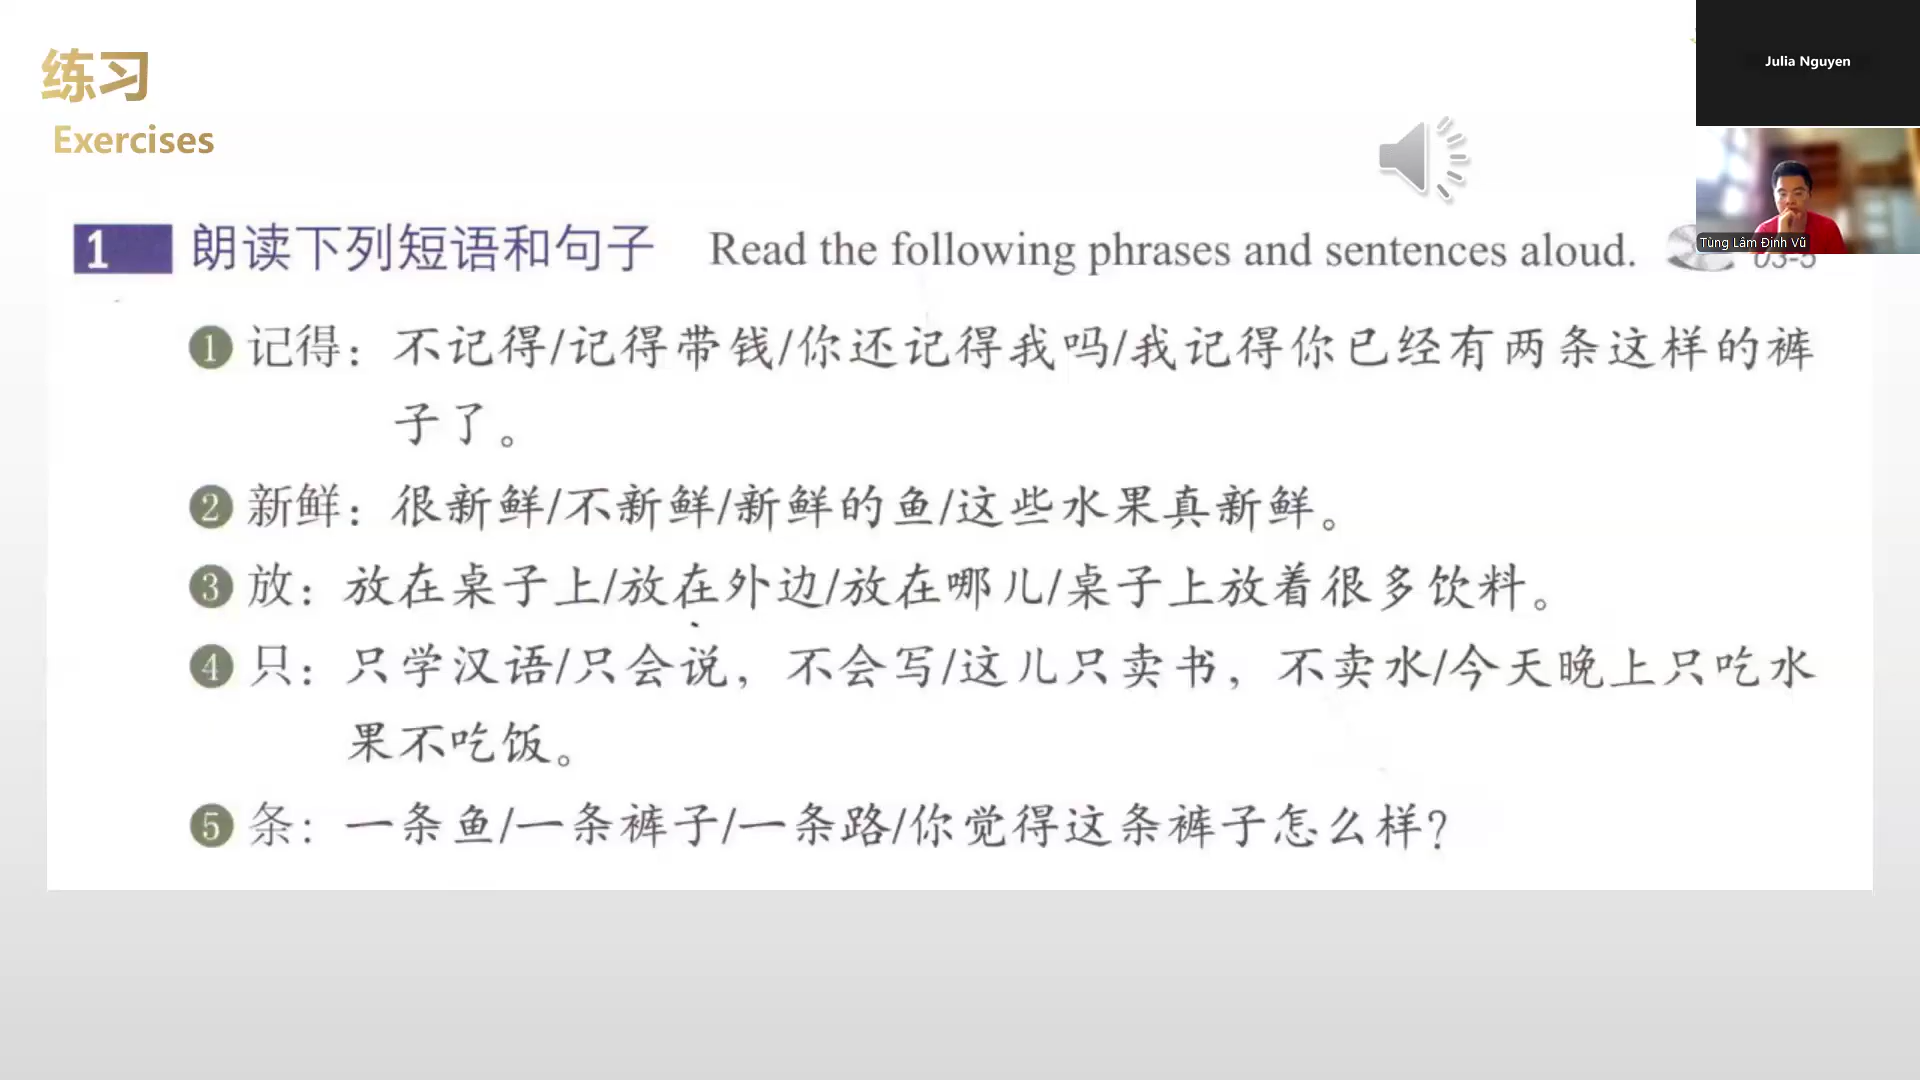 练习
Exercises
Julia Nguyen
Tùng Lâm Đinh Vũ
1 朗读下列短语和句子 Read the following phrases and sentences aloud. 03-5
1 记得：不记得/记得带钱/你还记得我吗/我记得你已经有两条这样的裤
子了。
2 新鲜：很新鲜/不新鲜/新鲜的鱼/这些水果真新鲜。
3 放：放在桌子上/放在外边/放在哪儿/桌子上放着很多饮料。
4 只：只学汉语/只会说，不会写/这儿只卖书，不卖水/今天晚上只吃水
果不吃饭。
5 条：一条鱼/一条裤子/一条路/你觉得这条裤子怎么样?